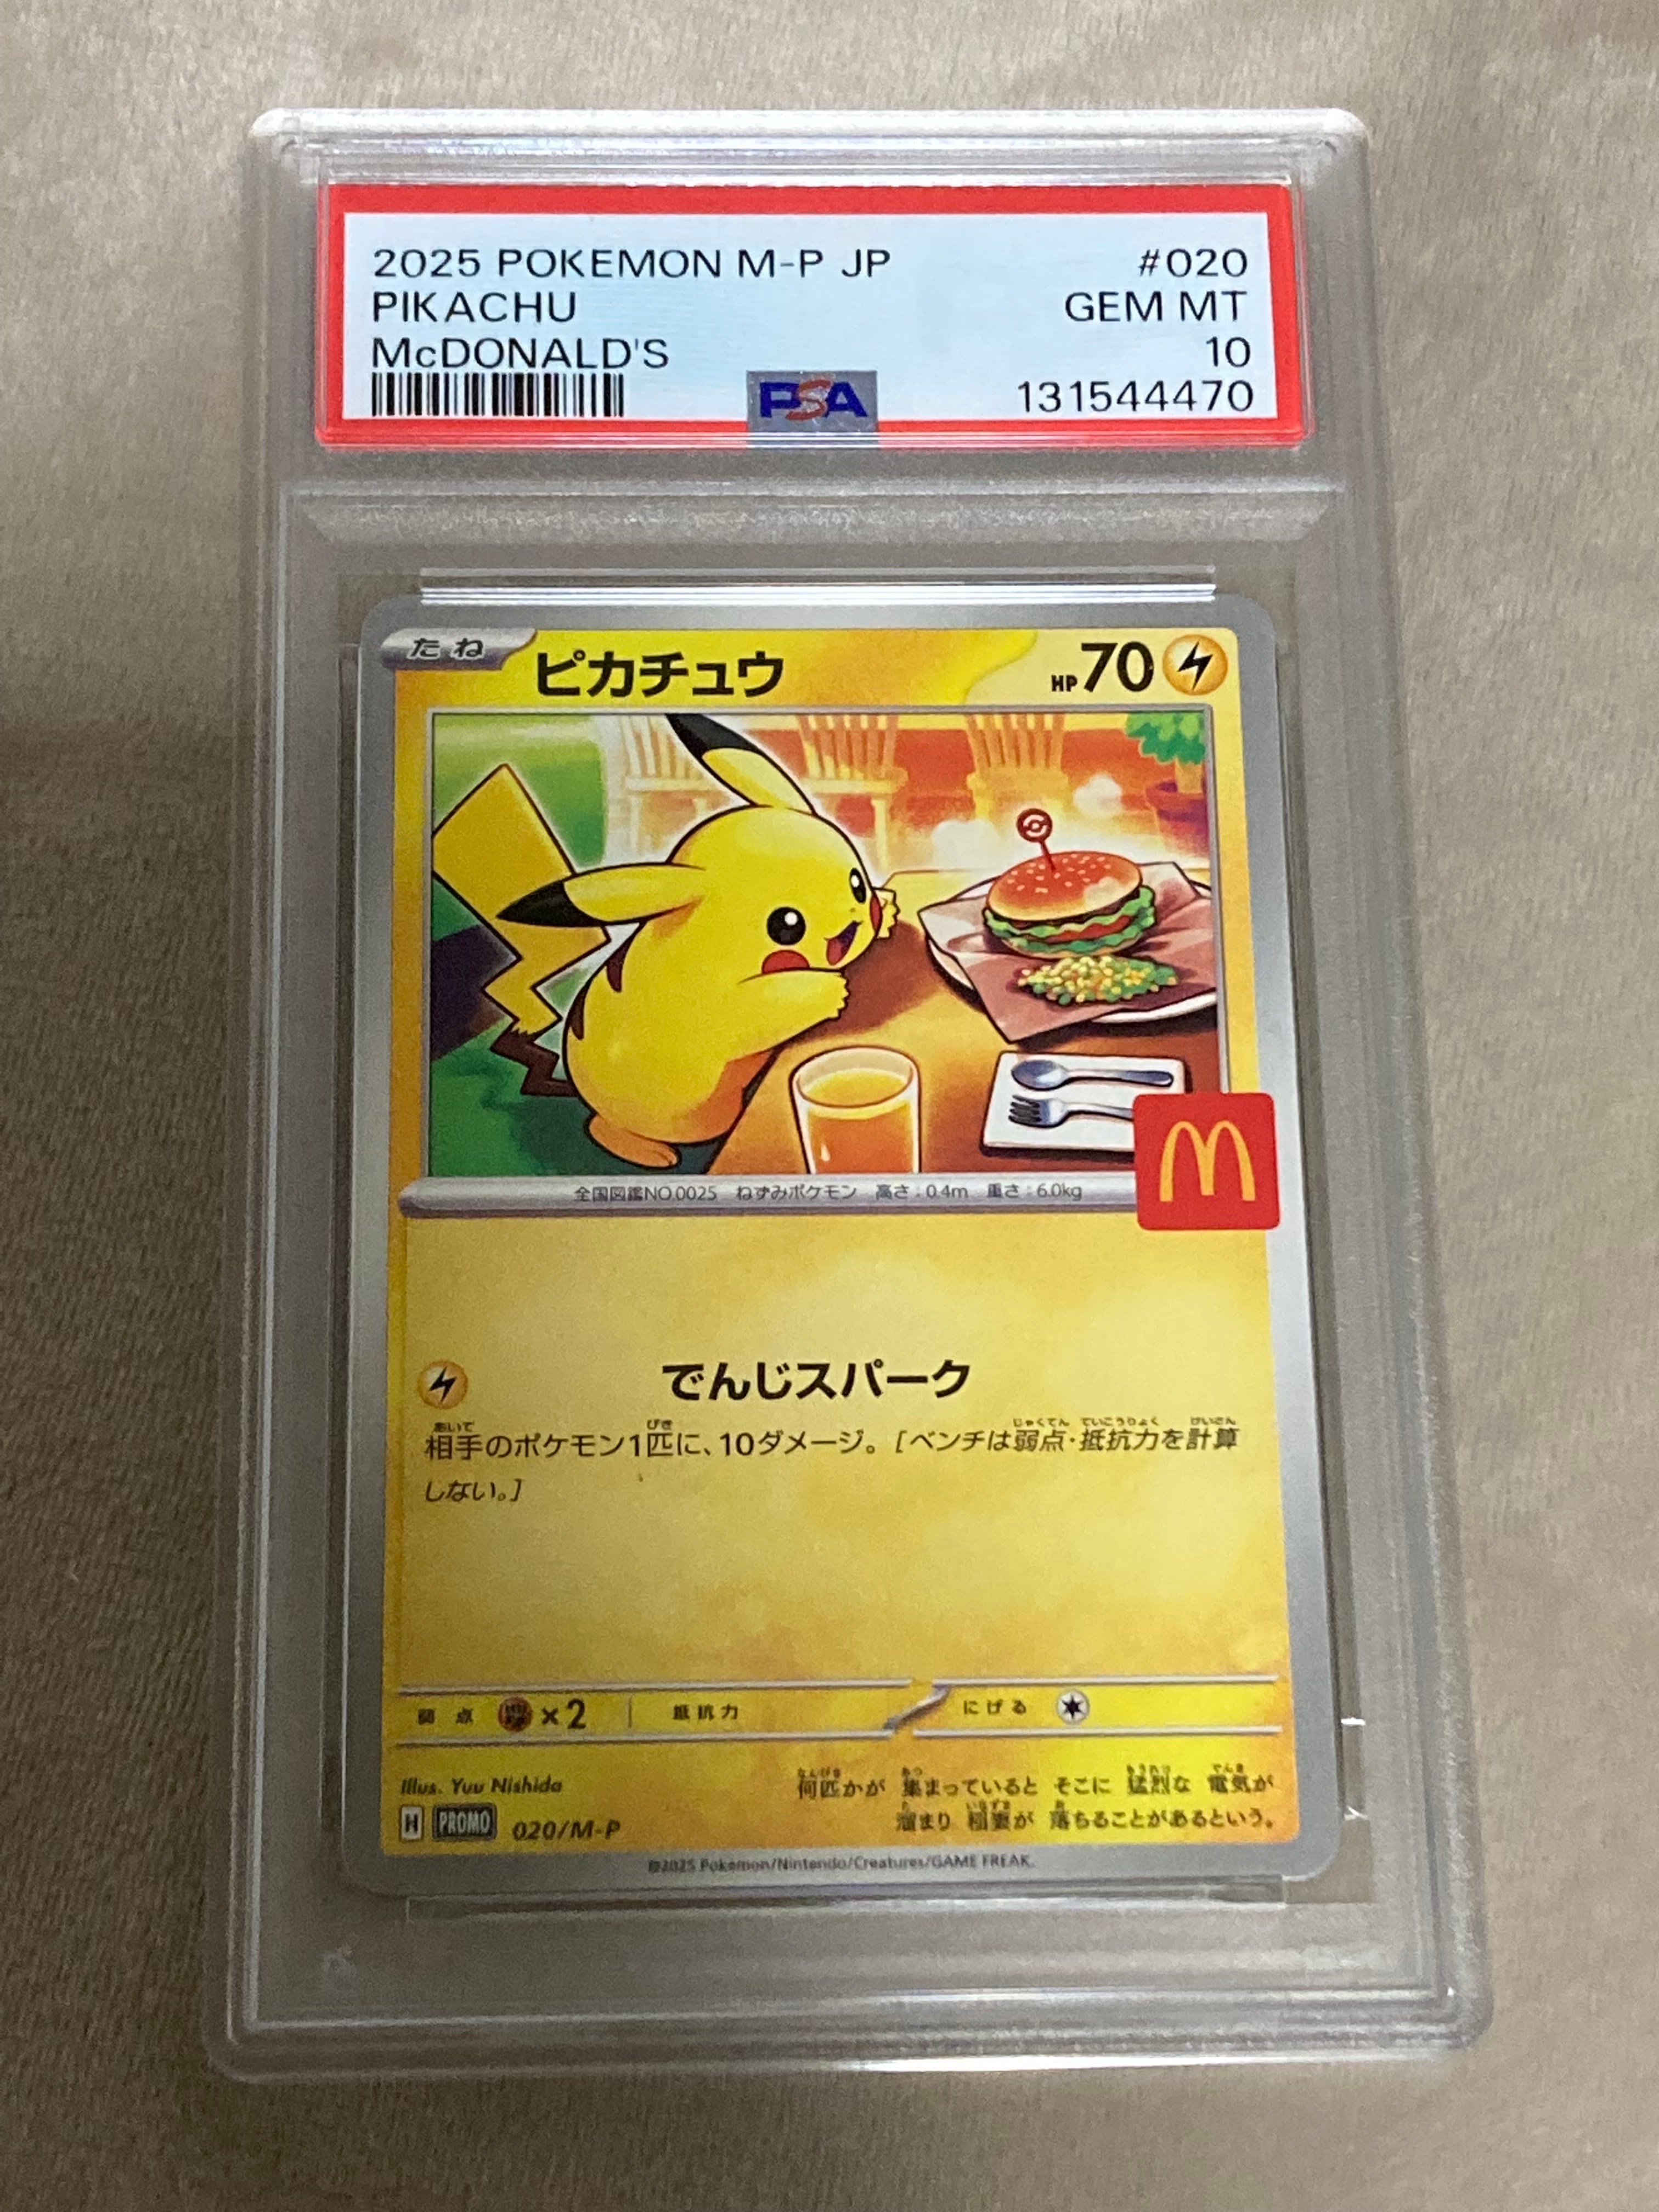 2025 POKEMON M-P JP #020
PIKACHU GEM MT
McDONALD'S 10
PSA 131544470
たね ピカチュウ HP70
全国図鑑NO.0025 ねずみポケモン 高さ：0.4m 重さ：6.0kg
でんじスパーク
相手のポケモン1匹に、10ダメージ。［ベンチは弱点・抵抗力を計算
しない。］
弱点 ×2 抵抗力 にげる
Illus. Yuu Nishida
何匹かが 集まっていると そこに 猛烈な 電気が
溜まり 稲妻が 落ちることがあるという。
H PROMO 020/M-P
©2025 Pokémon/Nintendo/Creatures/GAME FREAK.